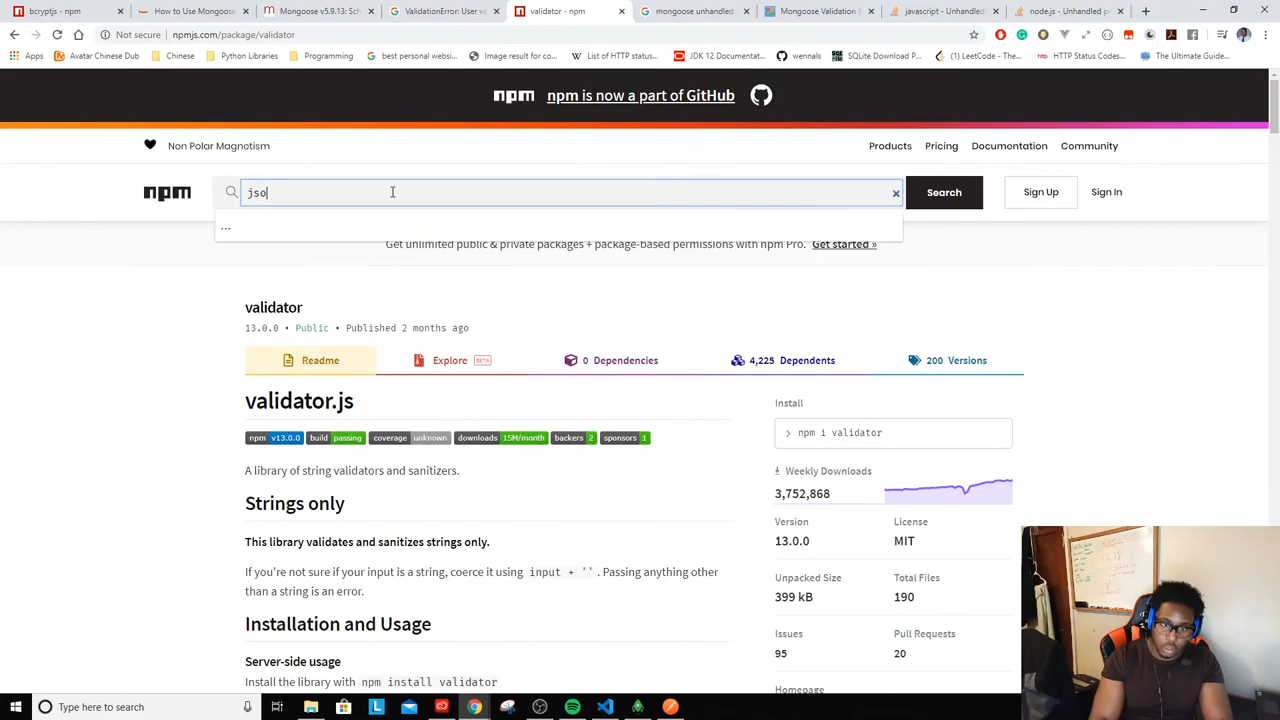 bcryptjs - npm
How to Use Mongoose
Mongoose v5.9.13: Sch
ValidationError: User va
validator - npm
mongoose unhandled
Mongoose Validation E
javascript - Unhandled
node.js - Unhandled p
Not secure | npmjs.com/package/validator
Apps
Avatar Chinese Dub
Chinese
Python Libraries
Programming
best personal websi...
Image result for co...
List of HTTP status...
JDK 12 Documentat...
wennals
SQLite Download P...
(1) LeetCode - The...
HTTP Status Codes...
The Ultimate Guide...
npm npm is now a part of GitHub
Non Polar Magnotism
Products Pricing Documentation Community
npm jso Search Sign Up Sign In
...
Get unlimited public & private packages + package-based permissions with npm Pro. Get started »
validator
13.0.0 • Public • Published 2 months ago
Readme
Explore BETA
0 Dependencies
4,225 Dependents
200 Versions
validator.js
npm v13.0.0 build passing coverage unknown downloads 15M/month backers 2 sponsors 1
A library of string validators and sanitizers.
Strings only
This library validates and sanitizes strings only.
If you're not sure if your input is a string, coerce it using input + ''. Passing anything other
than a string is an error.
Installation and Usage
Server-side usage
Install the library with npm install validator
Install
> npm i validator
Weekly Downloads
3,752,868
Version License
13.0.0 MIT
Unpacked Size Total Files
399 kB 190
Issues Pull Requests
95 20
Homepage
Type here to search